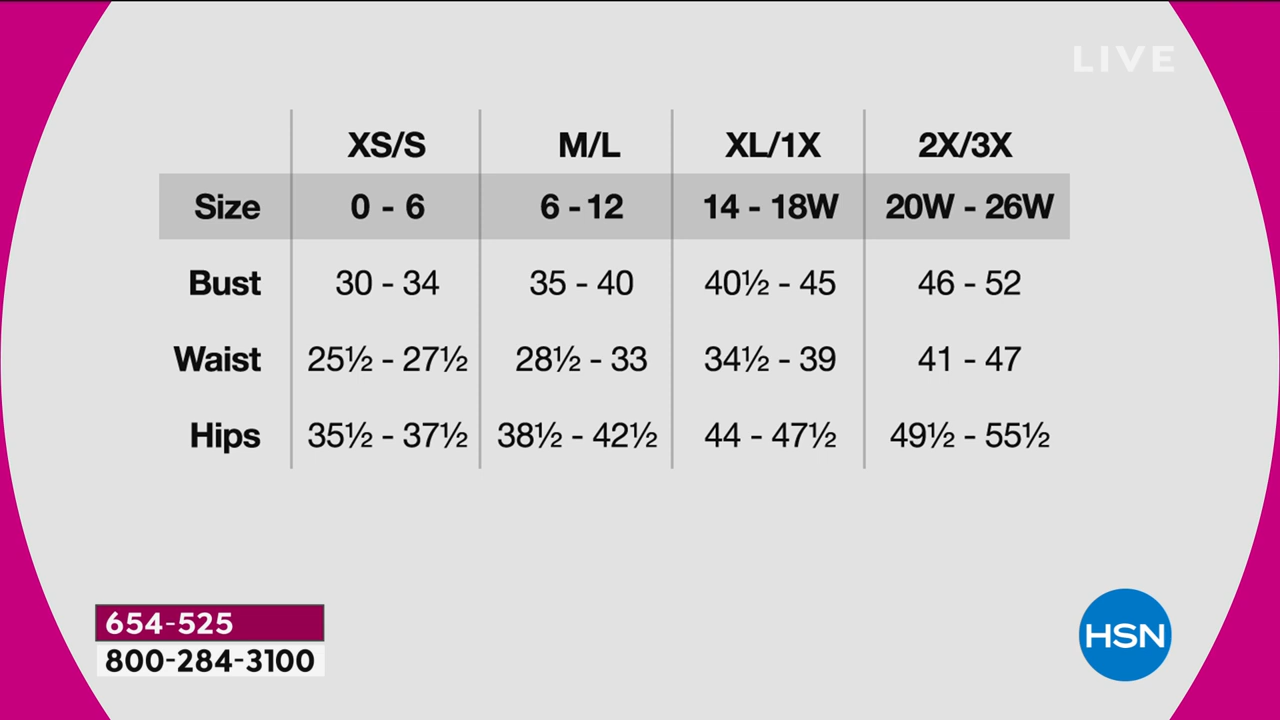 LIVE
XS/S M/L XL/1X 2X/3X
Size 0 - 6 6 - 12 14 - 18W 20W - 26W
Bust 30 - 34 35 - 40 40½ - 45 46 - 52
Waist 25½ - 27½ 28½ - 33 34½ - 39 41 - 47
Hips 35½ - 37½ 38½ - 42½ 44 - 47½ 49½ - 55½
654-525
800-284-3100
HSN